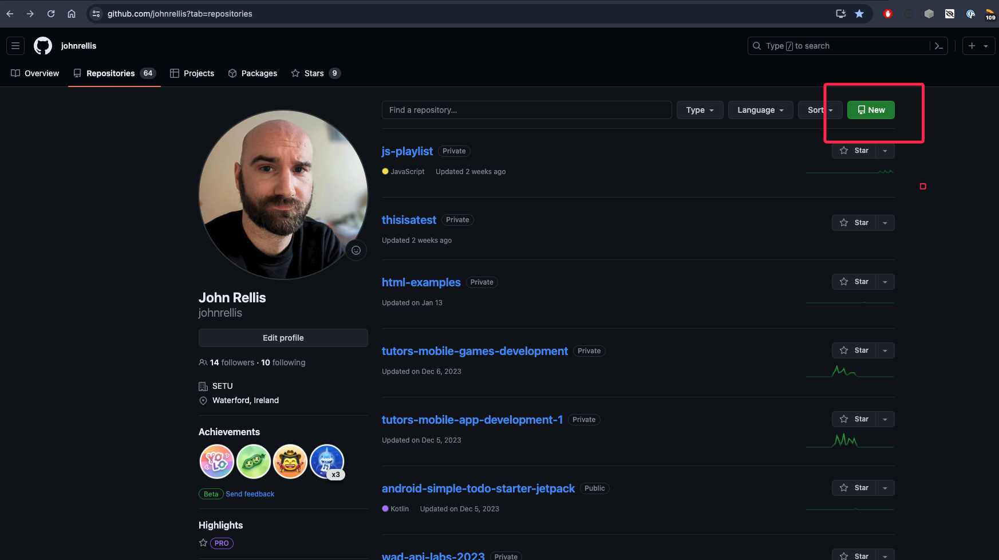 github.com/johnrellis?tab=repositories
109
johnrellis
Type / to search
Overview Repositories 64 Projects Packages Stars 9
Find a repository...
Type Language Sort New
js-playlist Private Star
JavaScript Updated 2 weeks ago
thisisatest Private Star
Updated 2 weeks ago
html-examples Private Star
Updated on Jan 13
tutors-mobile-games-development Private Star
Updated on Dec 6, 2023
tutors-mobile-app-development-1 Private Star
Updated on Dec 5, 2023
android-simple-todo-starter-jetpack Public Star
Kotlin Updated on Dec 5, 2023
wad-api-labs-2023 Private Star
John Rellis
johnrellis
Edit profile
14 followers · 10 following
SETU
Waterford, Ireland
Achievements
YOLO
x3
Beta Send feedback
Highlights
PRO